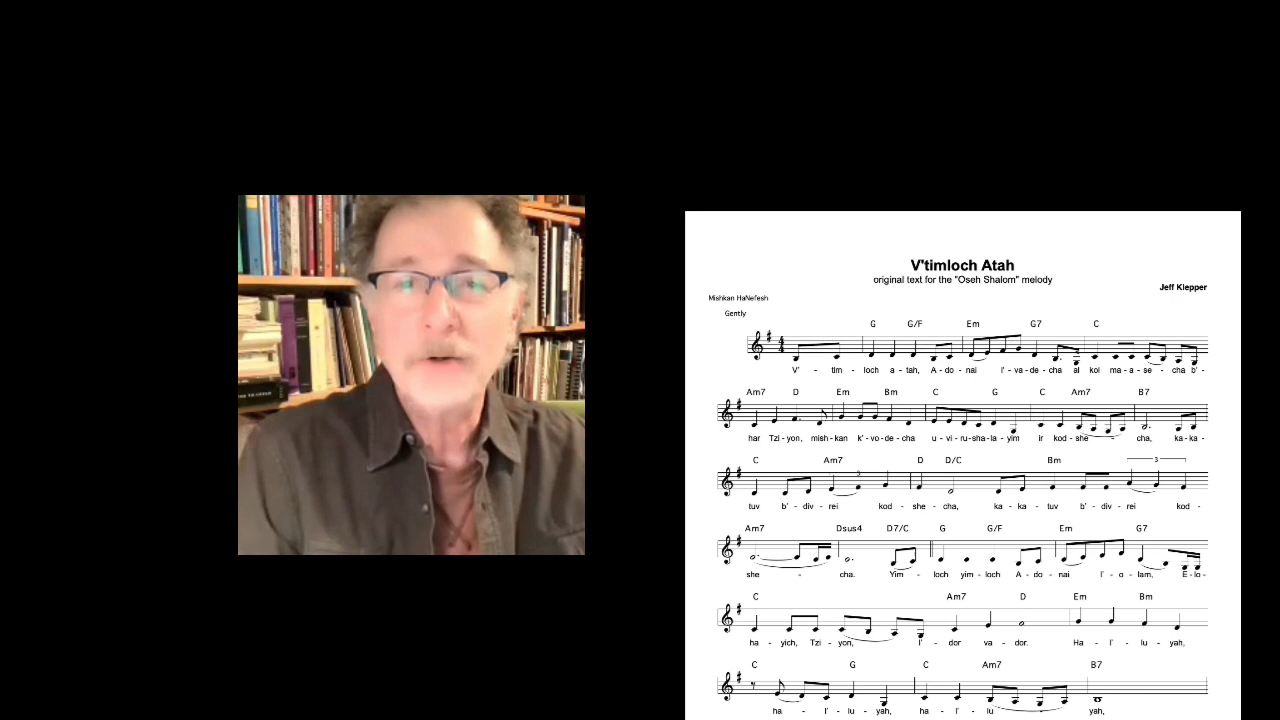 V'timloch Atah
original text for the "Oseh Shalom" melody
Jeff Klepper
Mishkan HaNefesh
Gently
G G/F Em G7 C
4 4
V' - tim - loch a - tah, A - do - nai l' - va - de - cha al kol ma - a - se - cha b' -
Am7 D Em Bm C G C Am7 B7
har Tzi - yon, mish - kan k' - vo - de - cha u - vi - ru - sha - la - yim ir kod - she cha, ka - ka -
C Am7 D D/C Bm
3 3
tuv b' - div - rei kod - she - cha, ka - ka - tuv b' - div - rei kod -
Am7 Dsus4 D7/C G G/F Em G7
she - cha. Yim - loch yim - loch A - do - nai l' - o - lam, E - lo -
C Am7 D Em Bm
ha - yich, Tzi - yon, l' - dor va - dor. Ha - l' - lu - yah,
C G C Am7 B7
ha - l' - lu - yah, ha - l' - lu yah,